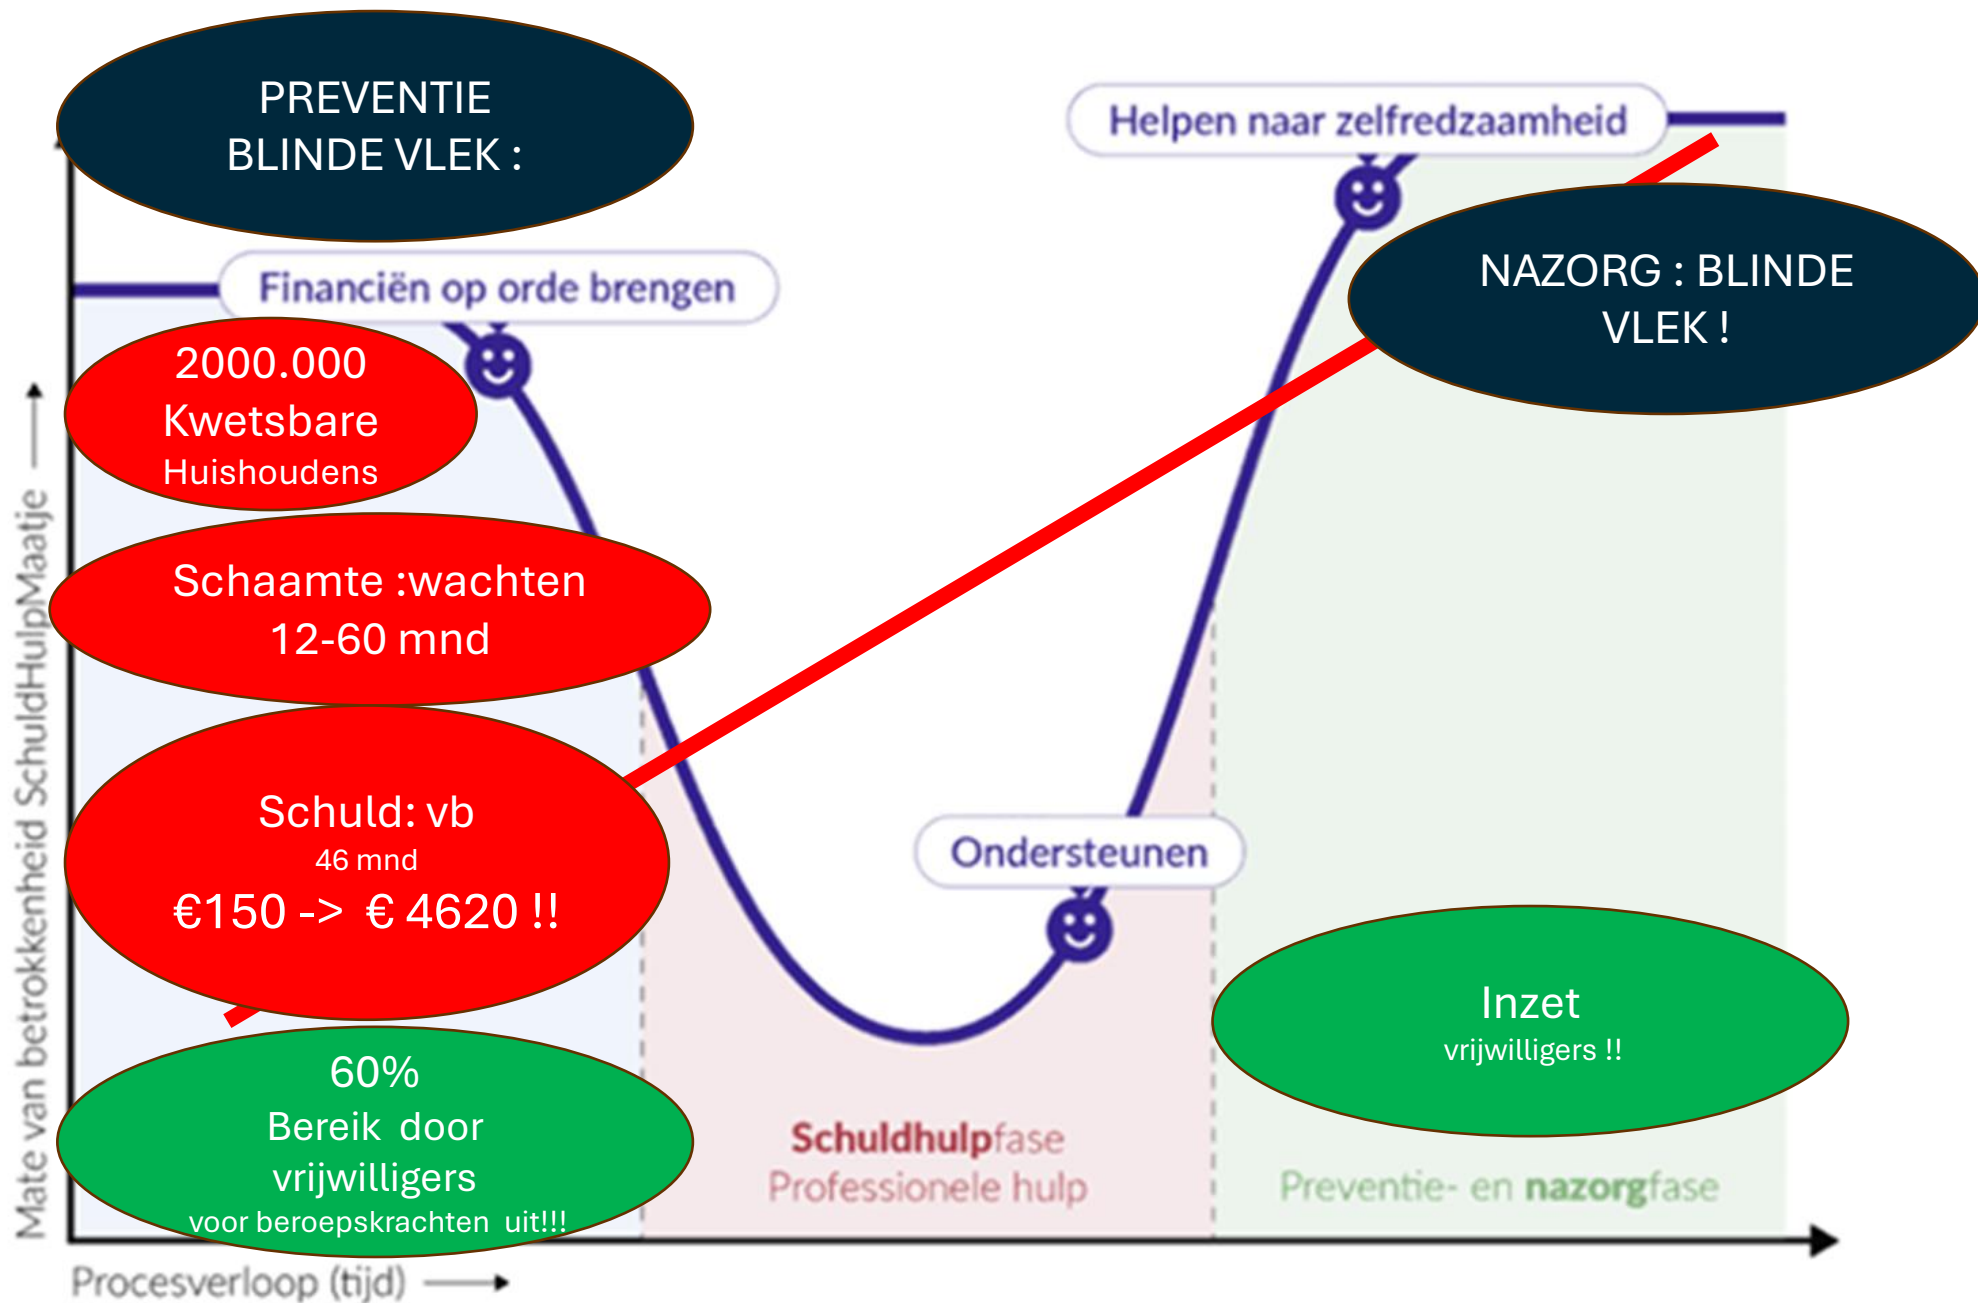 PREVENTIE
BLINDE VLEK :
Helpen naar zelfredzaamheid
NAZORG : BLINDE
VLEK !
Financiën op orde brengen
2000.000
Kwetsbare
Huishoudens
Schaamte :wachten
12-60 mnd
Schuld: vb
46 mnd
€150 -> € 4620 !!
Ondersteunen
60%
Bereik door
vrijwilligers
voor beroepskrachten uit!!!
Inzet
vrijwilligers !!
Schuldhulpfase
Professionele hulp
Preventie- en nazorgfase
Mate van betrokkenheid SchuldHulpMaatje
Procesverloop (tijd)